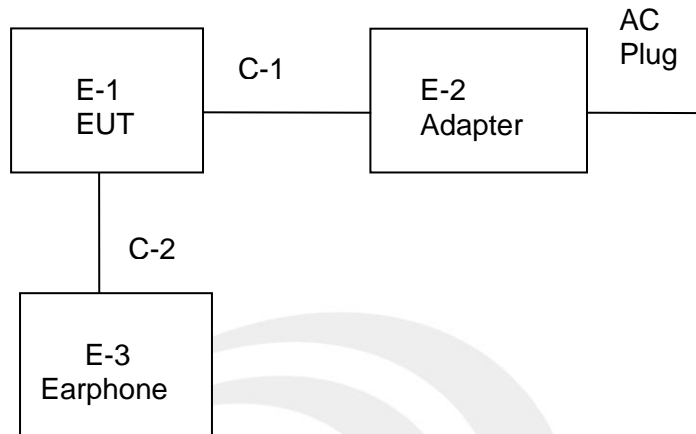 AC
Plug
C-1
E-1
EUT
E-2
Adapter
C-2
E-3
Earphone